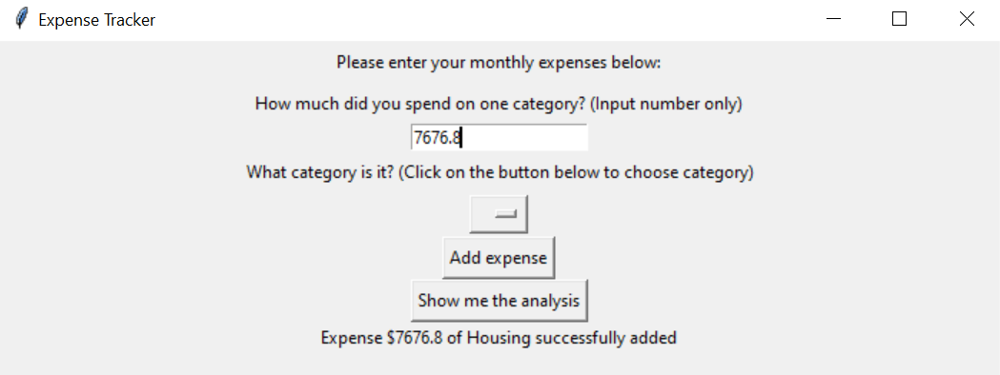 Expense Tracker
Please enter your monthly expenses below:
How much did you spend on one category? (Input number only)
7676.8
What category is it? (Click on the button below to choose category)
Add expense
Show me the analysis
Expense $7676.8 of Housing successfully added